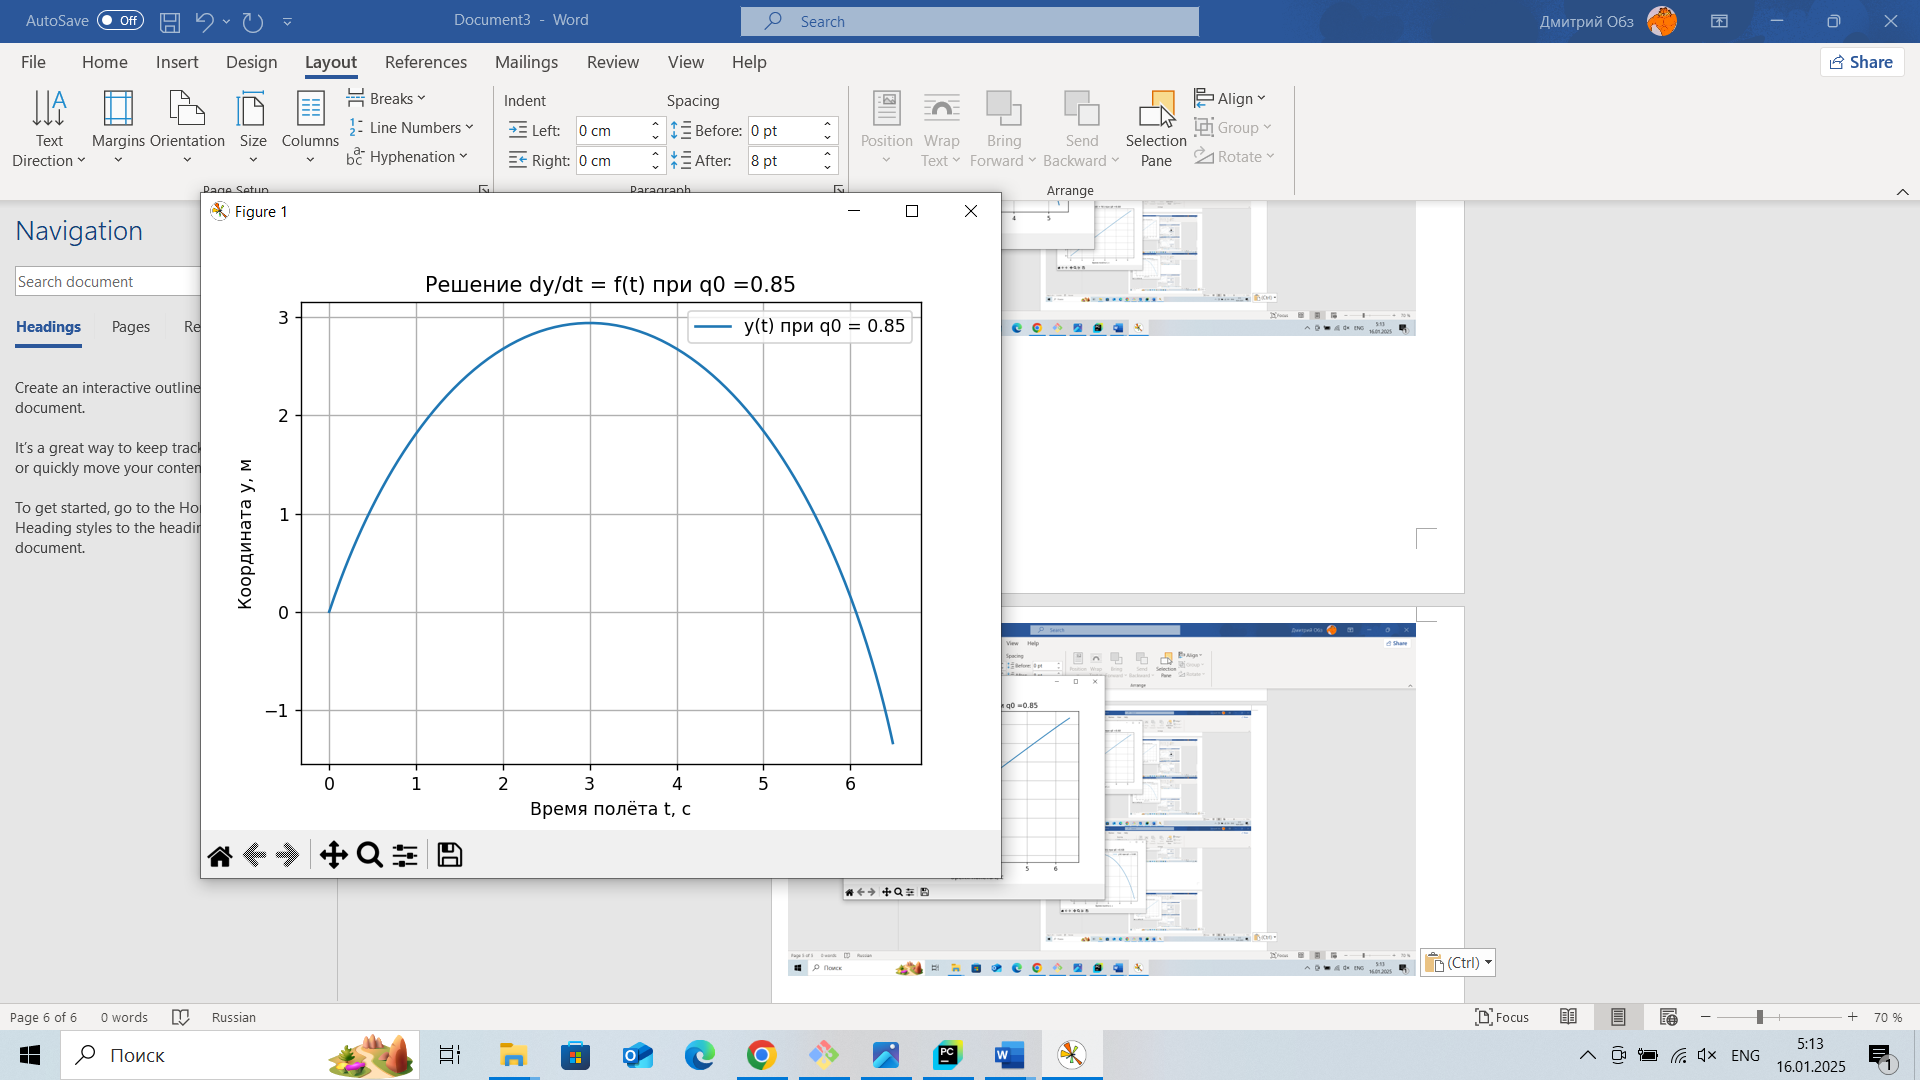 AutoSave Off Document3 - Word Search Дмитрий Обз
File Home Insert Design Layout References Mailings Review View Help Share
Text Direction Margins Orientation Size Columns
Breaks
Line Numbers
Hyphenation
Indent Spacing
Left: 0 cm Before: 0 pt
Right: 0 cm After: 8 pt
Position Wrap Text Bring Forward Send Backward Selection Pane
Align
Group
Rotate
Page Setup Paragraph Arrange
Navigation
Search document
Headings Pages Re
Create an interactive outline
document.
It's a great way to keep track
or quickly move your conten
To get started, go to the Ho
Heading styles to the headin
document.
Figure 1
Решение dy/dt = f(t) при q0 =0.85
y(t) при q0 = 0.85
3
2
1
0
−1
Координата y, м
0 1 2 3 4 5 6
Время полёта t, с
(Ctrl)
Page 6 of 6 0 words Russian Focus 70 %
Поиск ENG 5:13
16.01.2025
1